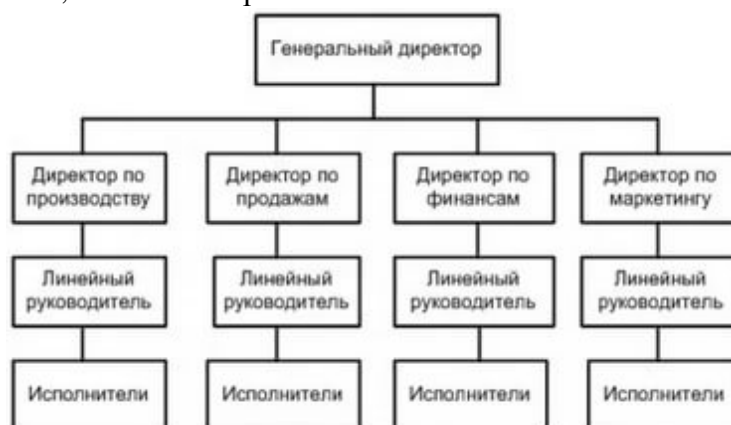 Генеральный директор
Директор по
производству
Директор по
продажам
Директор по
финансам
Директор по
маркетингу
Линейный
руководитель
Линейный
руководитель
Линейный
руководитель
Линейный
руководитель
Исполнители
Исполнители
Исполнители
Исполнители